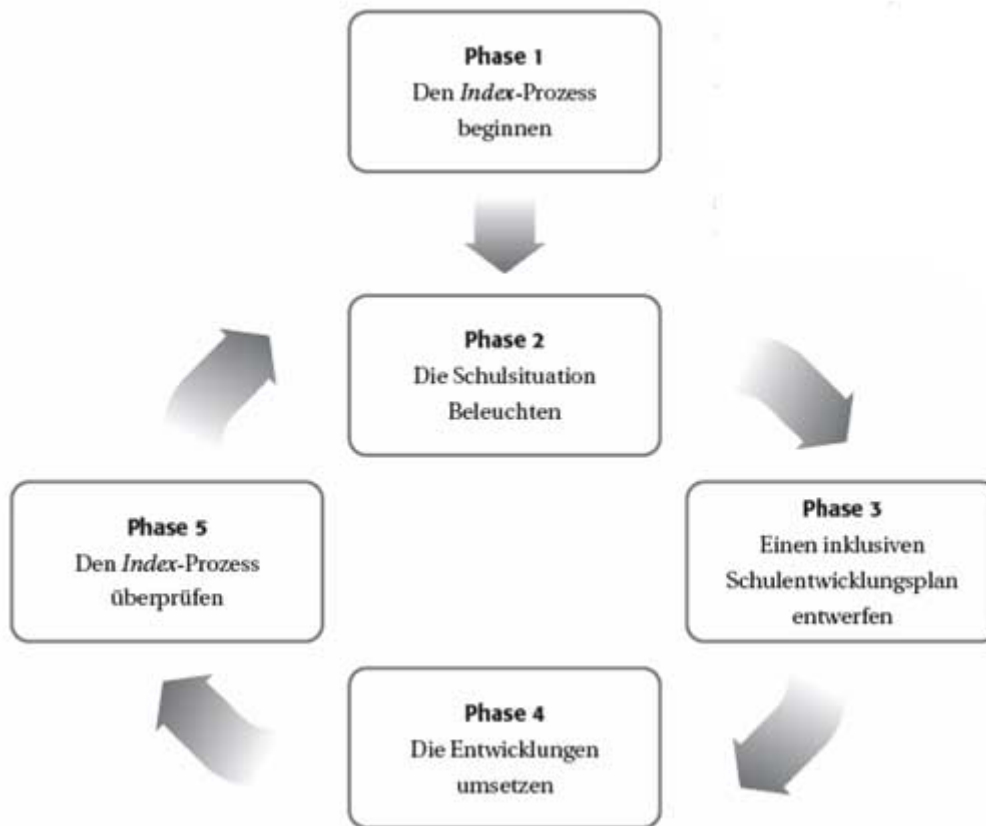 Phase 1
Den Index-Prozess
beginnen
Phase 2
Die Schulsituation
Beleuchten
Phase 3
Einen inklusiven
Schulentwicklungsplan
entwerfen
Phase 4
Die Entwicklungen
umsetzen
Phase 5
Den Index-Prozess
überprüfen